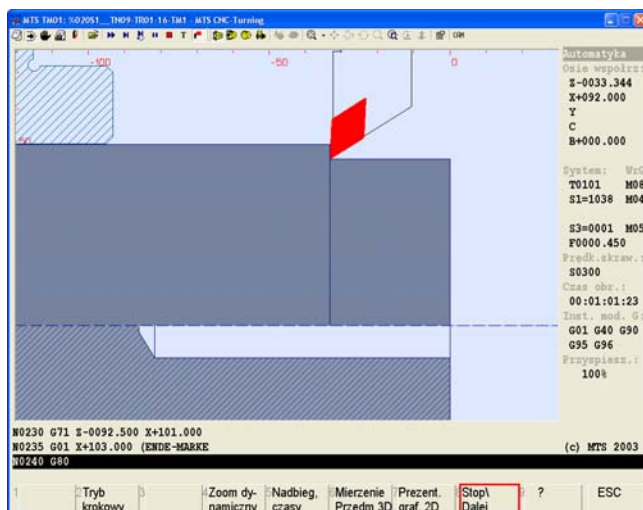 MTS TM01: %020S1__TN09-TR01-16-TM1 - MTS CNC-Turning
-100
-50
0
50
Automatyka
Osie wspólrz:
Z-0033.344
X+092.000
Y
C
B+000.000
System: WrG
T0101 M08
S1=1038 M04
S3=0001 M05
F0000.450
Prędk.skraw.:
S0300
Czas obr.:
00:01:01:23
Inst. mod. G:
G01 G40 G90
G95 G96
Przyspiesz.:
100%
N0230 G71 Z-0092.500 X+101.000
N0235 G01 X+103.000 (ENDE-MARKE
(c) MTS 2003
N0240 G80
1
2 Tryb krokowy
3
4 Zoom dy- namiczny
5 Nadbieg, czasy
6 Mierzenie Przedm 3D
7 Prezent. graf. 2D
Stop\ Dalej
9 ?
ESC